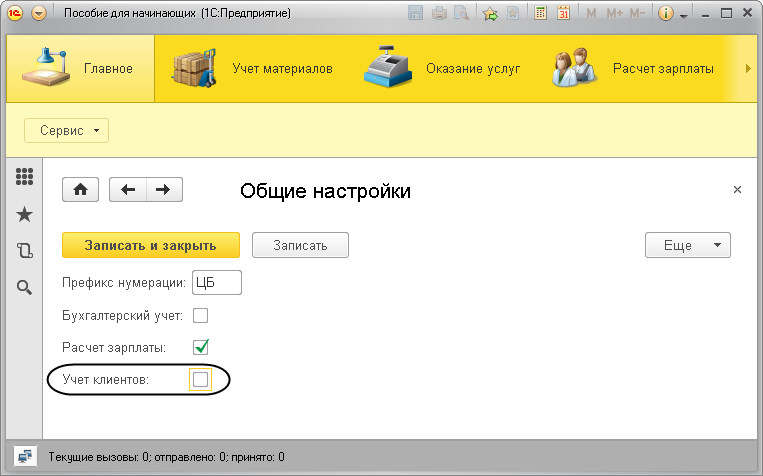 Пособие для начинающих (1С:Предприятие)
M M+ M-
Главное
Учет материалов
Оказание услуг
Расчет зарплаты
Сервис
Общие настройки
Записать и закрыть
Записать
Еще
Префикс нумерации: ЦБ
Бухгалтерский учет:
Расчет зарплаты:
Учет клиентов:
Текущие вызовы: 0; отправлено: 0; принято: 0